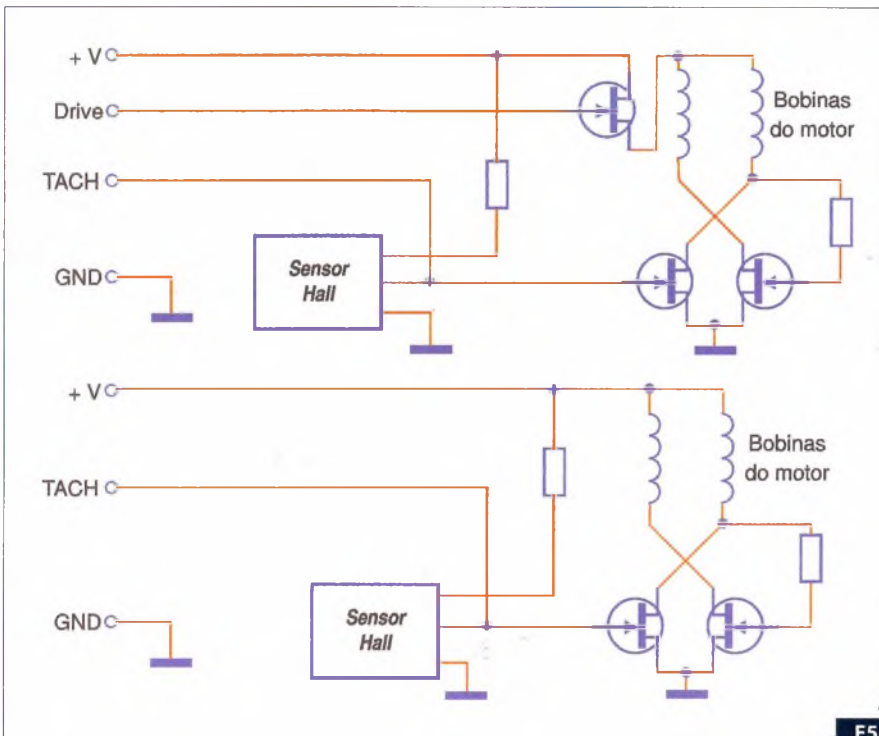 + V
Drive
TACH
GND
Sensor
Hall
Bobinas
do motor
+ V
TACH
GND
Sensor
Hall
Bobinas
do motor
F5